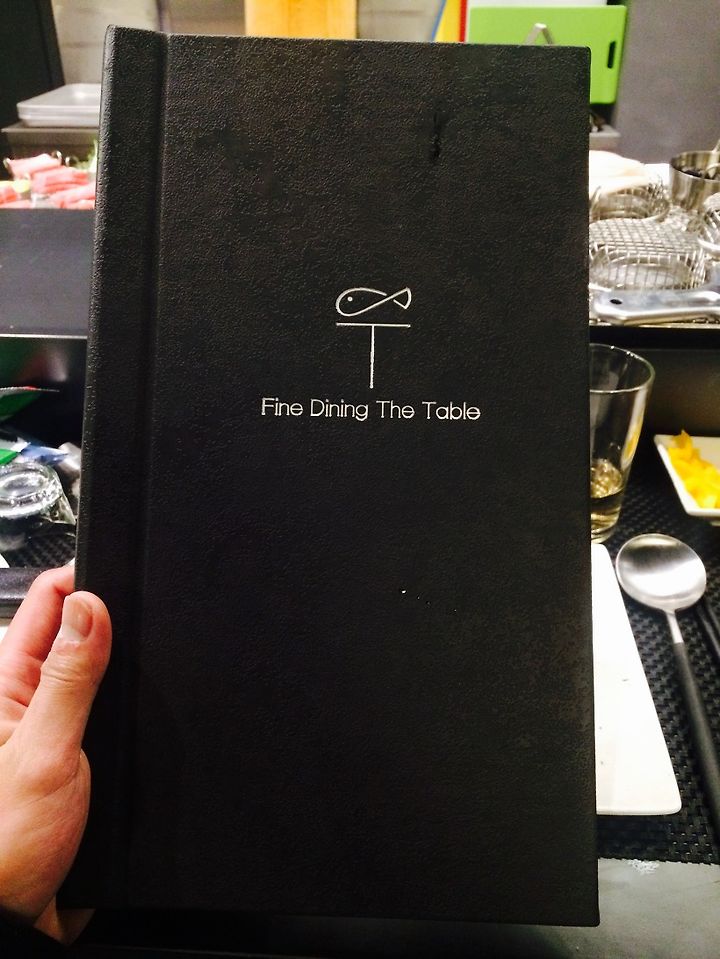 Fine Dining The Table